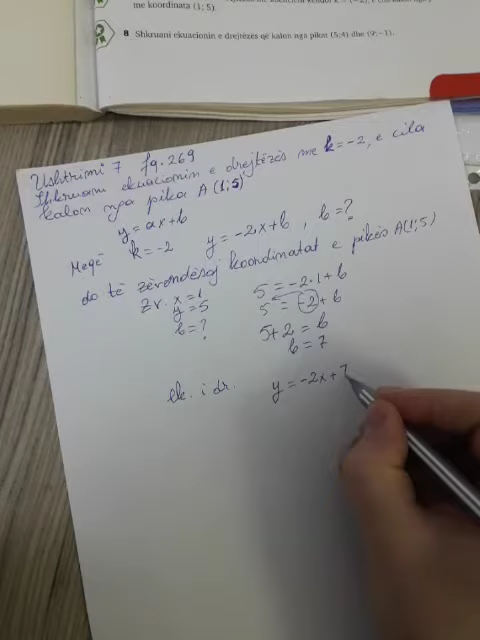 me koordinata (1; 5).
8 Shkruani ekuacionin e drejtëzës që kalon nga pikat (5;4) dhe (9;−1).
Ushtrimi 7 fq. 269
Shkruani ekuacionin e drejtëzës me k = -2, e cila
kalon nga pika A (1;5)
y = ax + b
Meqë k = -2 y = -2x + b, b = ?
do të zëvendësoj koordinatat e pikës A(1;5)
Zv. x = 1 5 = -2·1 + b
y = 5 5 = -2 + b
b = ? 5 + 2 = b
b = 7
Ek. i dr. y = -2x + 7